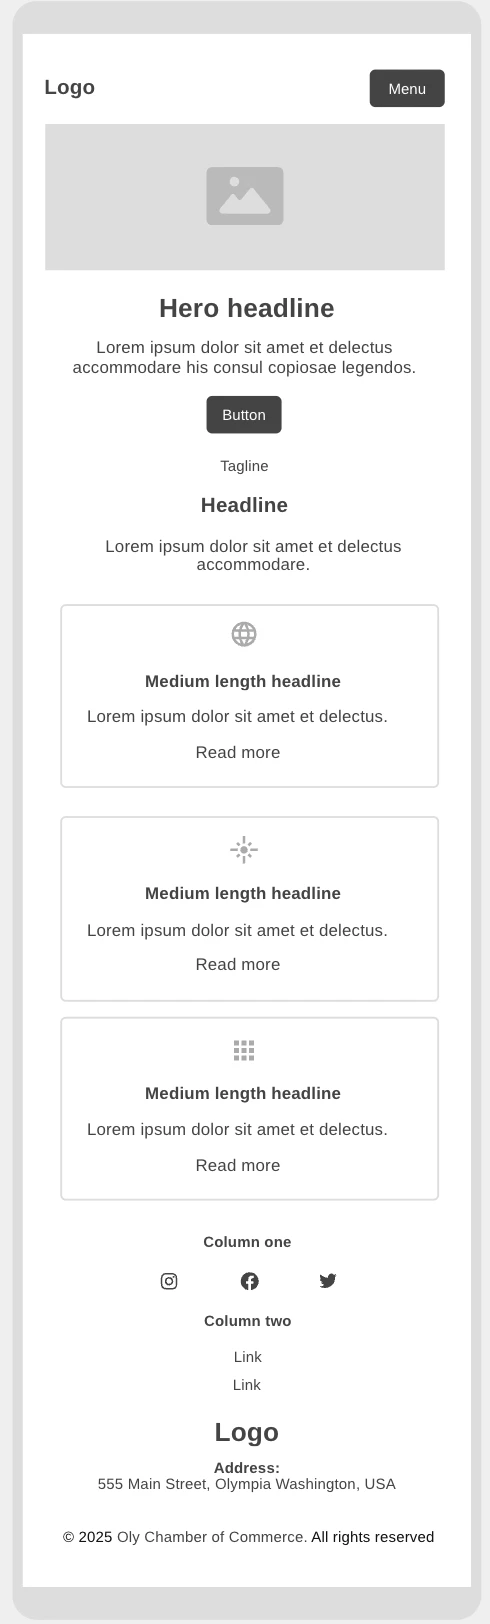 Logo
Menu
Hero headline
Lorem ipsum dolor sit amet et delectus
accommodare his consul copiosae legendos.
Button
Tagline
Headline
Lorem ipsum dolor sit amet et delectus
accommodare.
Medium length headline
Lorem ipsum dolor sit amet et delectus.
Read more
Medium length headline
Lorem ipsum dolor sit amet et delectus.
Read more
Medium length headline
Lorem ipsum dolor sit amet et delectus.
Read more
Column one
Column two
Link
Link
Logo
Address:
555 Main Street, Olympia Washington, USA
© 2025 Oly Chamber of Commerce. All rights reserved